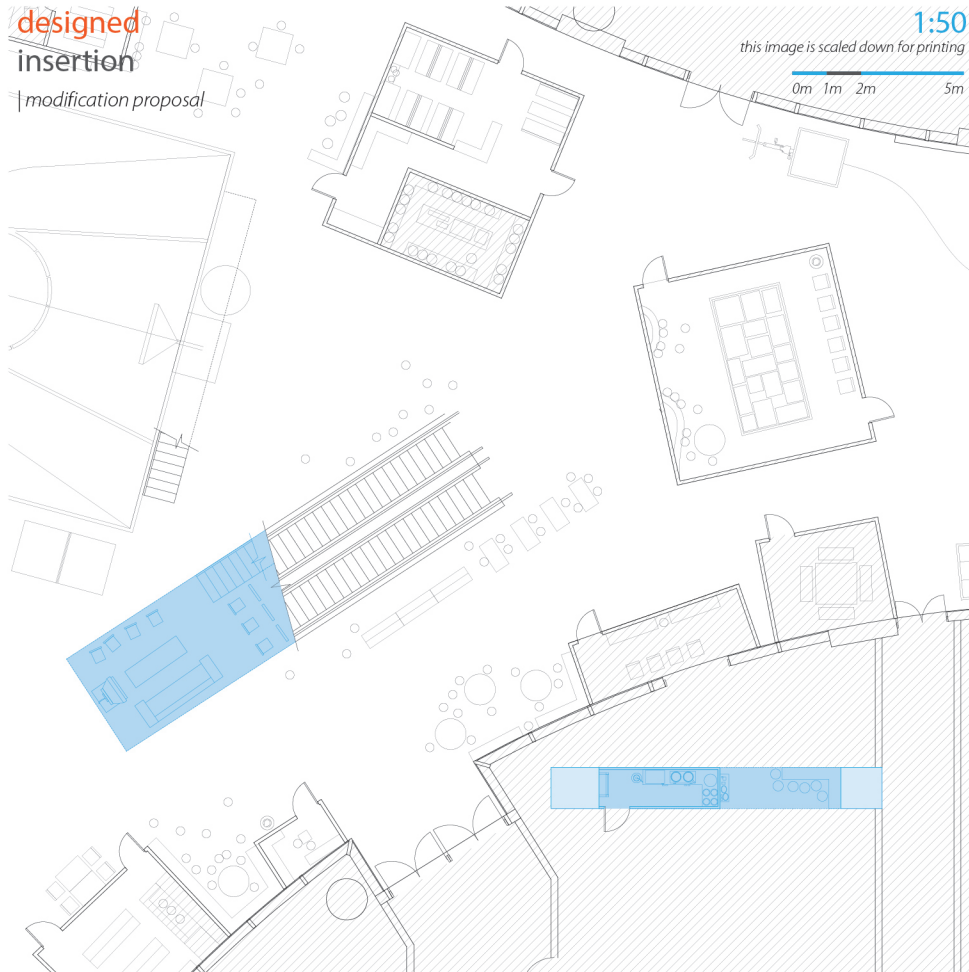 designed
insertion
| modification proposal
1:50
this image is scaled down for printing
0m 1m 2m 5m